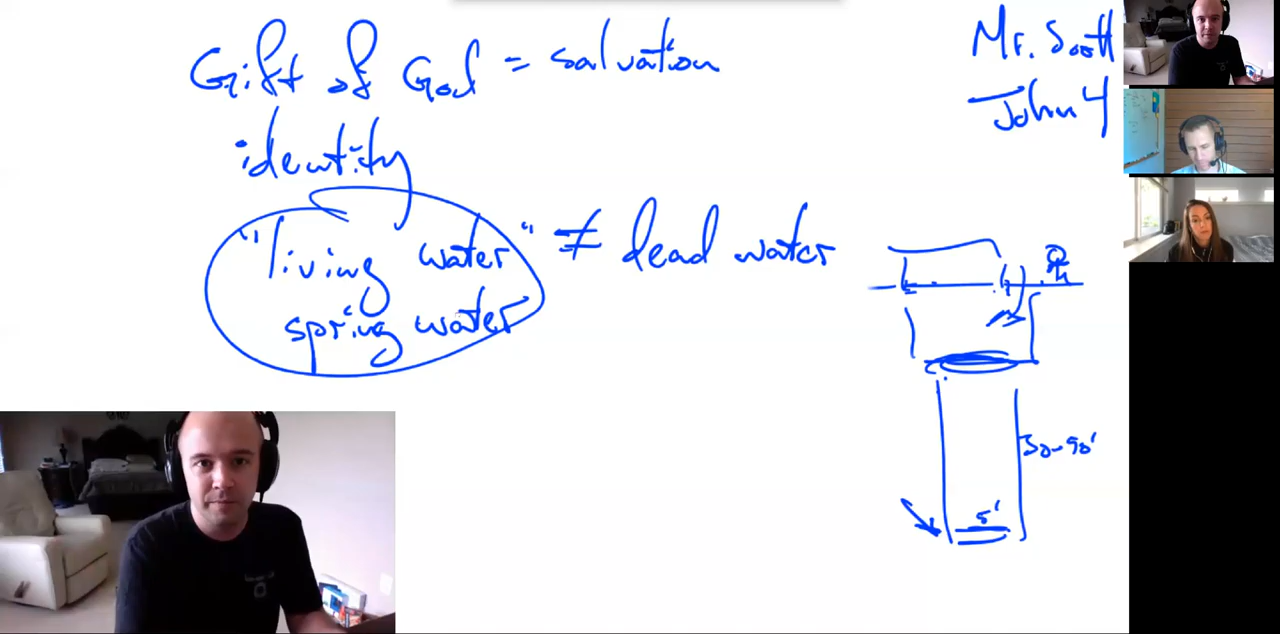 Gift of God = salvation
identity
"living water" ≠ dead water
spring water
Mr. Scott
John 4
30-90'
5'